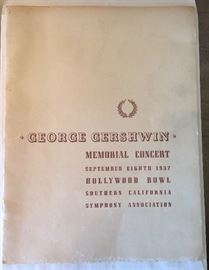 · GEORGE GERSHWIN ·
MEMORIAL CONCERT
SEPTEMBER EIGHTH 1937
HOLLYWOOD BOWL
SOUTHERN CALIFORNIA
SYMPHONY ASSOCIATION